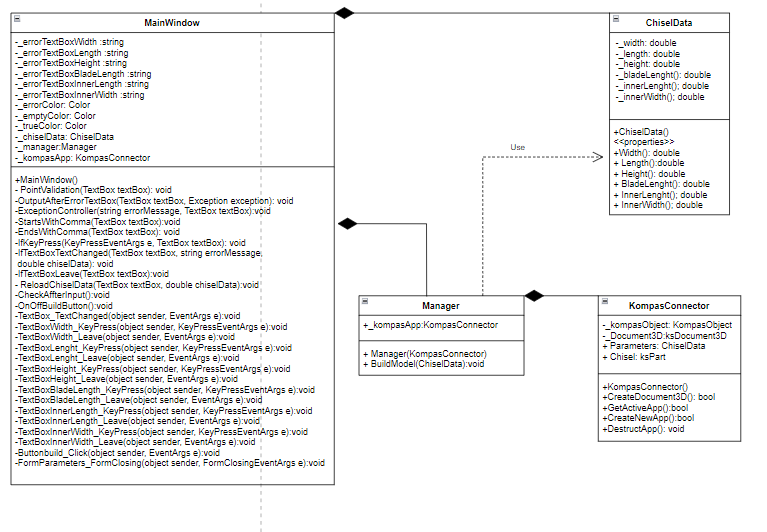 MainWindow
-_errorTextBoxWidth :string
-_errorTextBoxLength :string
-_errorTextBoxHeight :string
-_errorTextBoxBladeLength :string
-_errorTextBoxInnerLength :string
-_errorTextBoxInnerWidth :string
-_errorColor: Color
-_emptyColor: Color
-_trueColor: Color
-_chiselData: ChiselData
-_manager:Manager
-_kompasApp: KompasConnector
+MainWindow()
- PointValidation(TextBox textBox): void
-OutputAfterErrorTextBox(TextBox textBox, Exception exception): void
-ExceptionController(string errorMessage, TextBox textBox):void
-StartsWithComma(TextBox textBox):void
-EndsWithComma(TextBox textBox): void
-IfKeyPress(KeyPressEventArgs e, TextBox textBox): void
-IfTextBoxTextChanged(TextBox textBox, string errorMessage,
double chiselData): void
-IfTextBoxLeave(TextBox textBox):void
- ReloadChiselData(TextBox textBox, double chiselData):void
-CheckAffterInput():void
-OnOffBuildButton():void
-TextBox_TextChanged(object sender, EventArgs e):void
-TextBoxWidth_KeyPress(object sender, KeyPressEventArgs e):void
-TextBoxWidth_Leave(object sender, EventArgs e):void
-TextBoxLenght_KeyPress(object sender, KeyPressEventArgs e):void
-TextBoxLenght_Leave(object sender, EventArgs e):void
-TextBoxHeight_KeyPress(object sender, KeyPressEventArgs e):void
-TextBoxHeight_Leave(object sender, EventArgs e):void
-TextBoxBladeLength_KeyPress(object sender, KeyPressEventArgs e):void
-TextBoxBladeLength_Leave(object sender, EventArgs e):void
-TextBoxInnerLength_KeyPress(object sender, KeyPressEventArgs e):void
-TextBoxInnerLength_Leave(object sender, EventArgs e):void
-TextBoxInnerWidth_KeyPress(object sender, KeyPressEventArgs e):void
-TextBoxInnerWidth_Leave(object sender, EventArgs e):void
-Buttonbuild_Click(object sender, EventArgs e):void
-FormParameters_FormClosing(object sender, FormClosingEventArgs e):void
ChiselData
-_width: double
-_length: double
-_height: double
-_bladeLenght(): double
-_innerLenght(); double
-_innerWidth(); double
+ChiselData()
<<properties>>
+Width(): double
+ Length():double
+ Height(): double
+ BladeLenght(): double
+ InnerLenght(); double
+ InnerWidth(); double
Use
Manager
+_kompasApp:KompasConnector
+ Manager(KompasConnector)
+ BuildModel(ChiselData):void
KompasConnector
-_kompasObject: KompasObject
-_Document3D:ksDocument3D
+ Parameters: ChiselData
+ Chisel: ksPart
+KompasConnector()
+CreateDocument3D(): bool
+GetActiveApp():bool
+CreateNewApp():bool
+DestructApp(): void